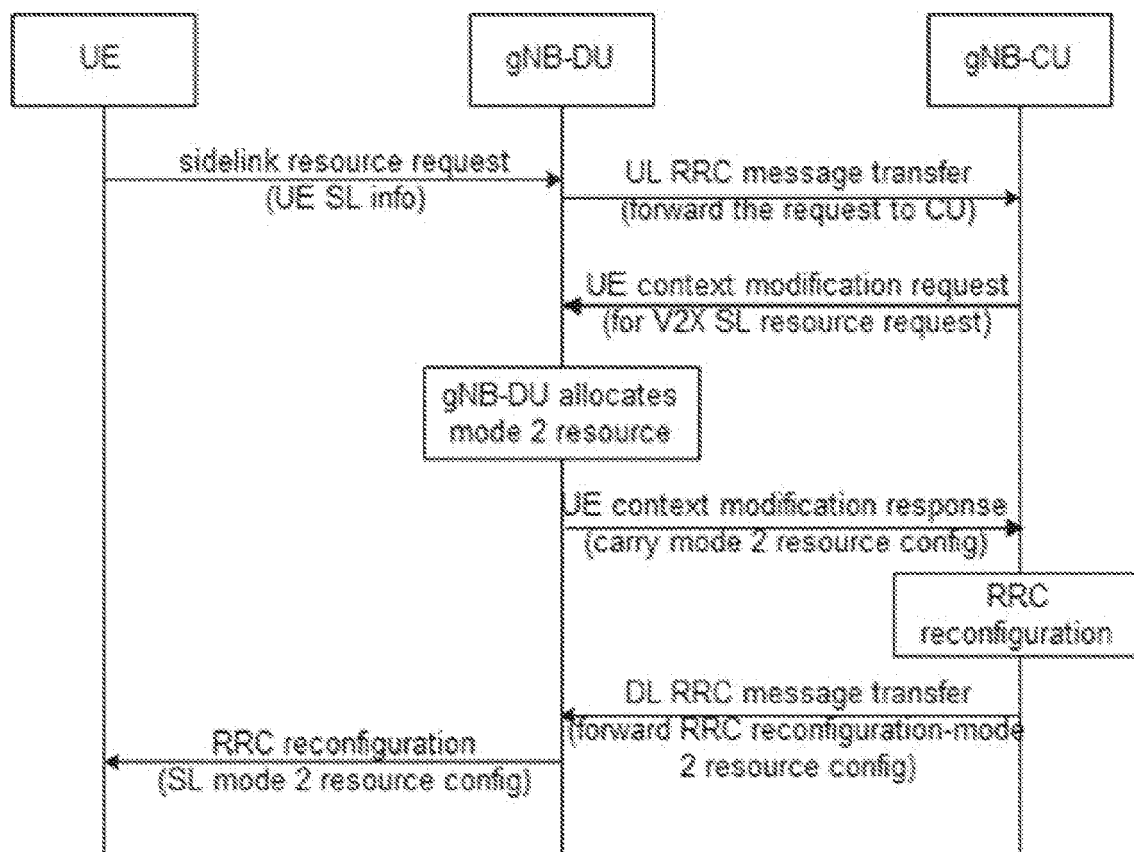 UE
gNB-DU
gNB-CU
sidelink resource request
(UE SL info)
UL RRC message transfer
(forward the request to CU)
UE context modification request
(for V2X SL resource request)
gNB-DU allocates
mode 2 resource
UE context modification response
(carry mode 2 resource config)
RRC
reconfiguration
DL RRC message transfer
(forward RRC reconfiguration-mode
2 resource config)
RRC reconfiguration
(SL mode 2 resource config)